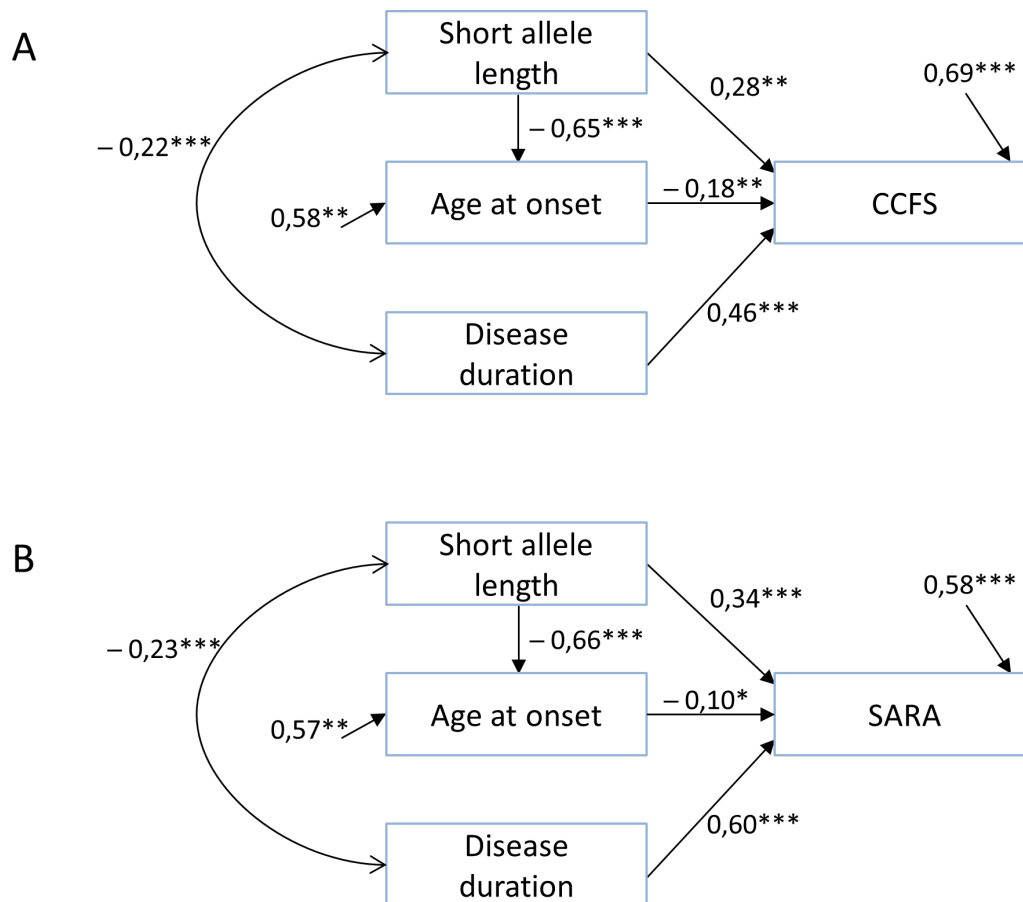 A
Short allele
length
0,69***
0,28**
– 0,22***
– 0,65***
0,58**
Age at onset
– 0,18**
CCFS
0,46***
Disease
duration
B
Short allele
length
0,58***
0,34***
– 0,23***
– 0,66***
0,57**
Age at onset
– 0,10*
SARA
0,60***
Disease
duration